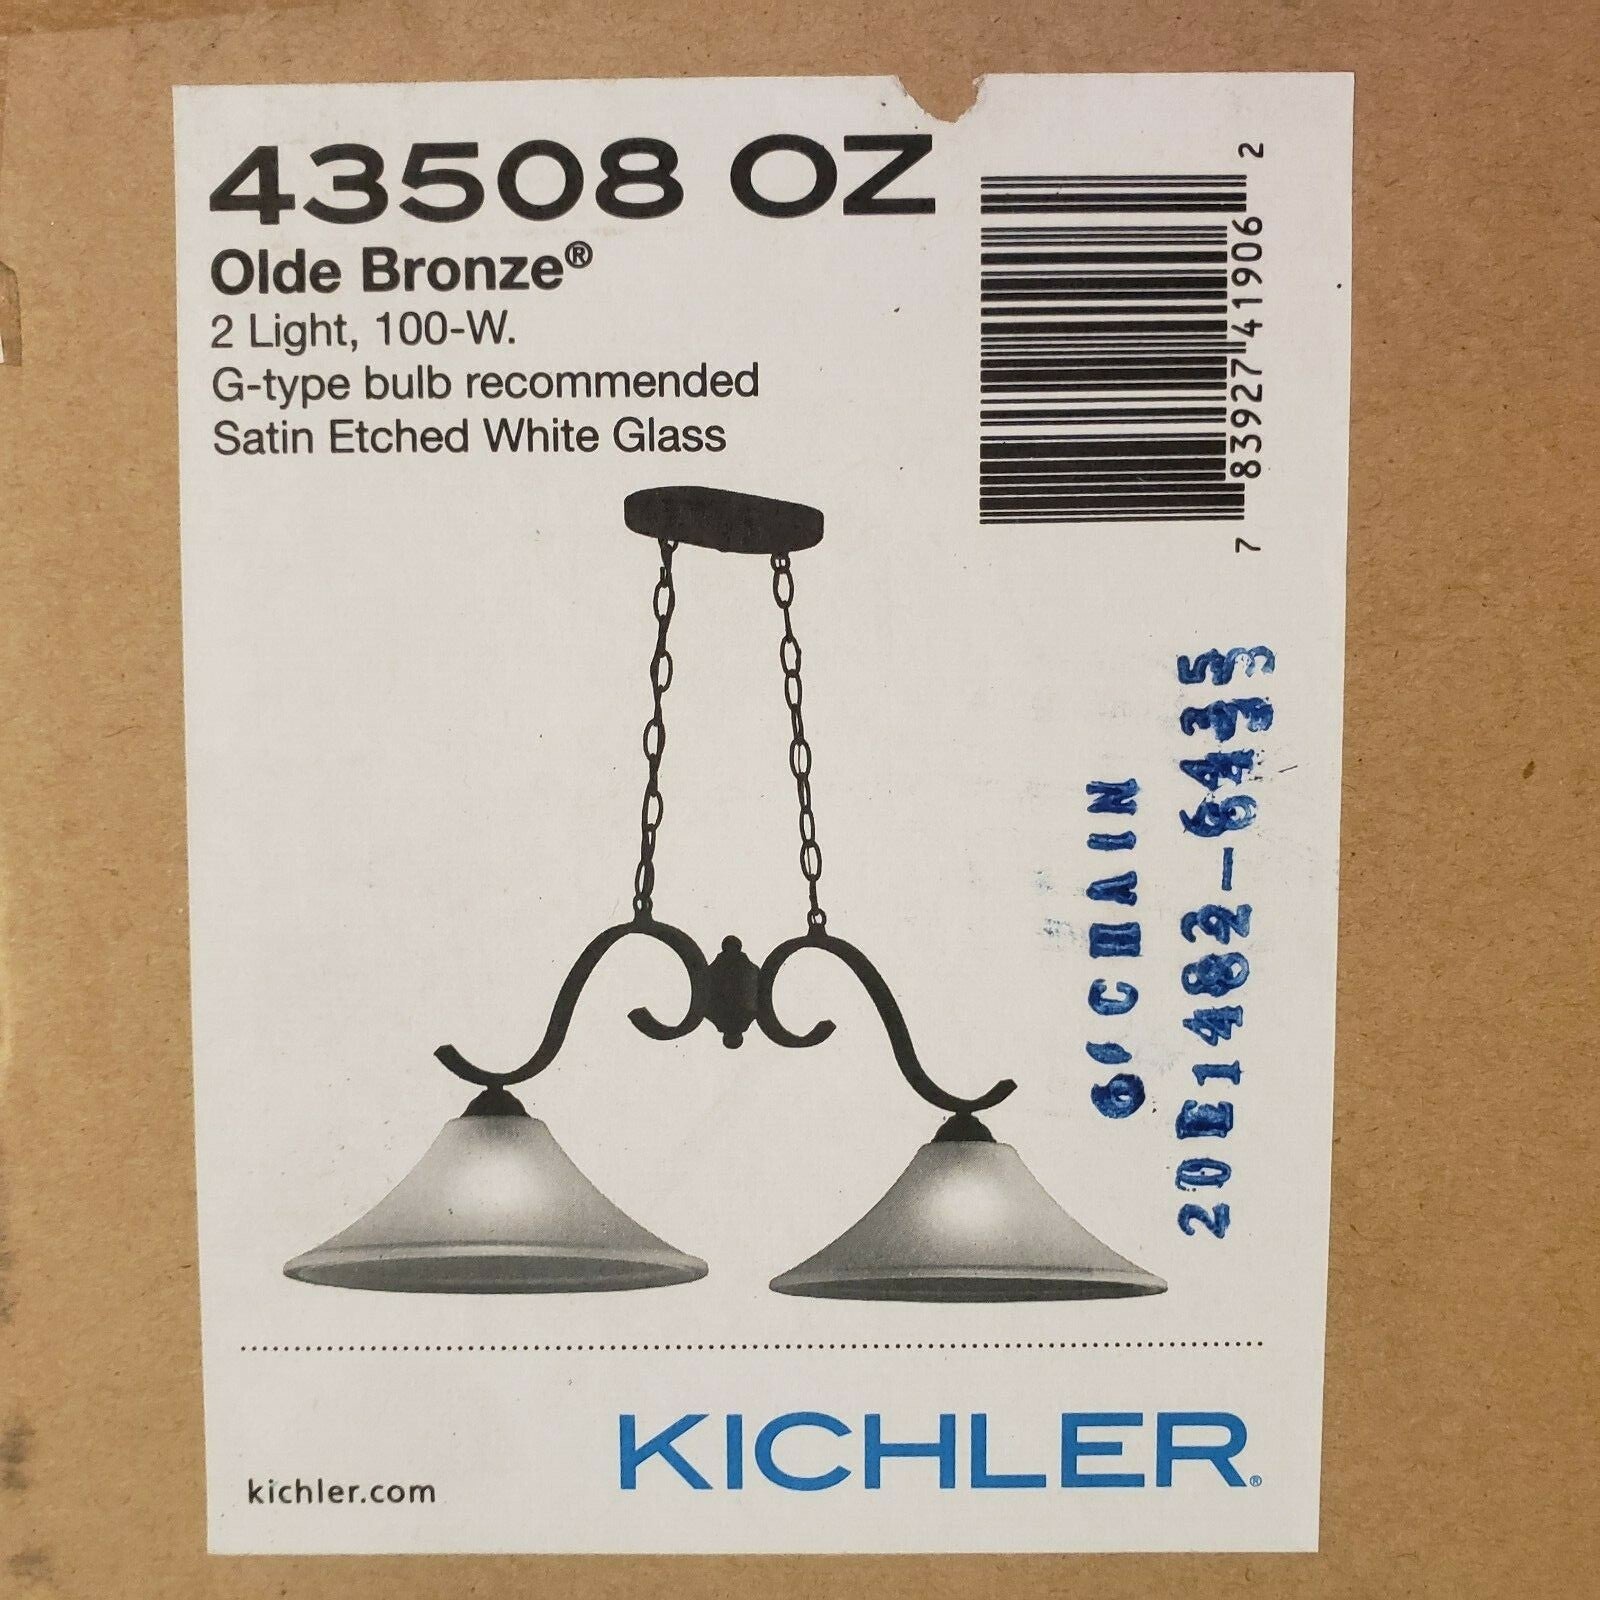 43508 OZ
Olde Bronze®
2 Light, 100-W.
G-type bulb recommended
Satin Etched White Glass
7 83927 41906 2
6' CHAIN
20E1482-6435
kichler.com
KICHLER®